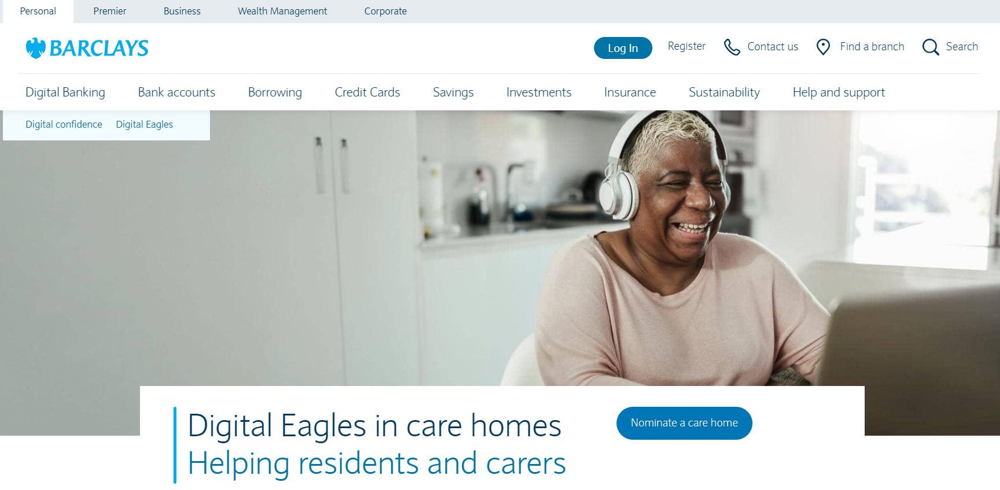 Personal Premier Business Wealth Management Corporate
BARCLAYS Log In Register Contact us Find a branch Search
Digital Banking Bank accounts Borrowing Credit Cards Savings Investments Insurance Sustainability Help and support
Digital confidence Digital Eagles
Digital Eagles in care homes
Helping residents and carers
Nominate a care home